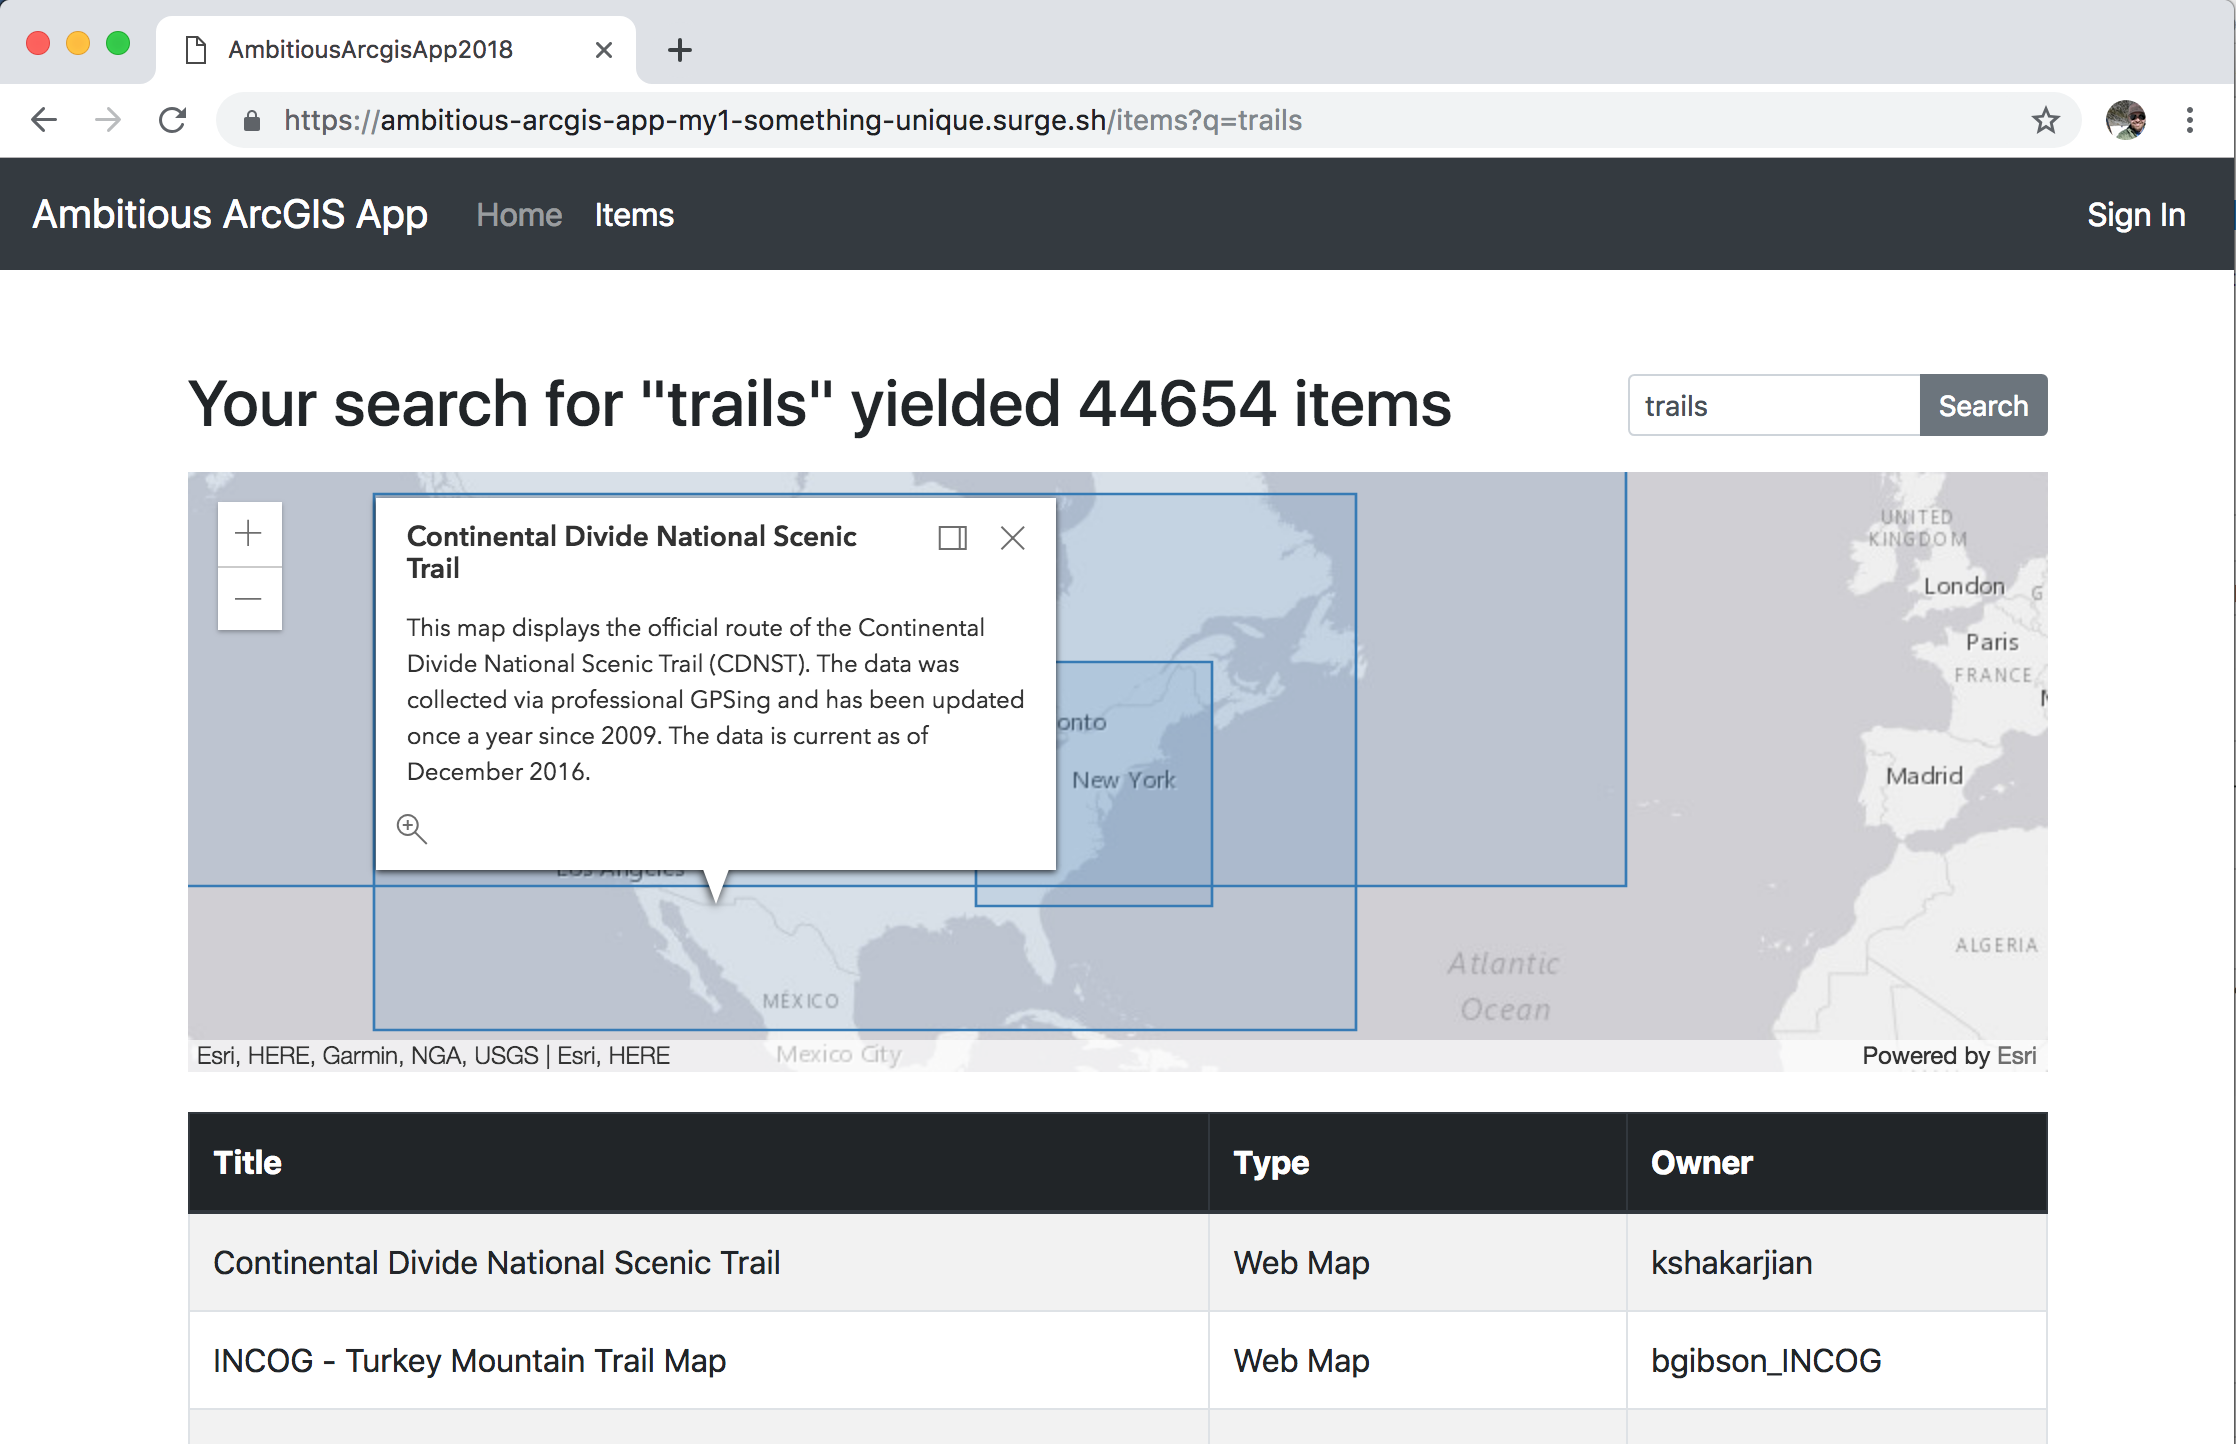 AmbitiousArcgisApp2018
https://ambitious-arcgis-app-my1-something-unique.surge.sh/items?q=trails
Ambitious ArcGIS App Home Items Sign In
Your search for "trails" yielded 44654 items
trails Search
Continental Divide National Scenic
Trail
This map displays the official route of the Continental
Divide National Scenic Trail (CDNST). The data was
collected via professional GPSing and has been updated
once a year since 2009. The data is current as of
December 2016.
UNITED
KINGDOM
London
Paris
FRANCE
onto
New York
Madrid
Los Angeles
ALGERIA
Atlantic
Ocean
MÉXICO
Mexico City
Esri, HERE, Garmin, NGA, USGS | Esri, HERE
Powered by Esri
Title Type Owner
Continental Divide National Scenic Trail Web Map kshakarjian
INCOG - Turkey Mountain Trail Map Web Map bgibson_INCOG